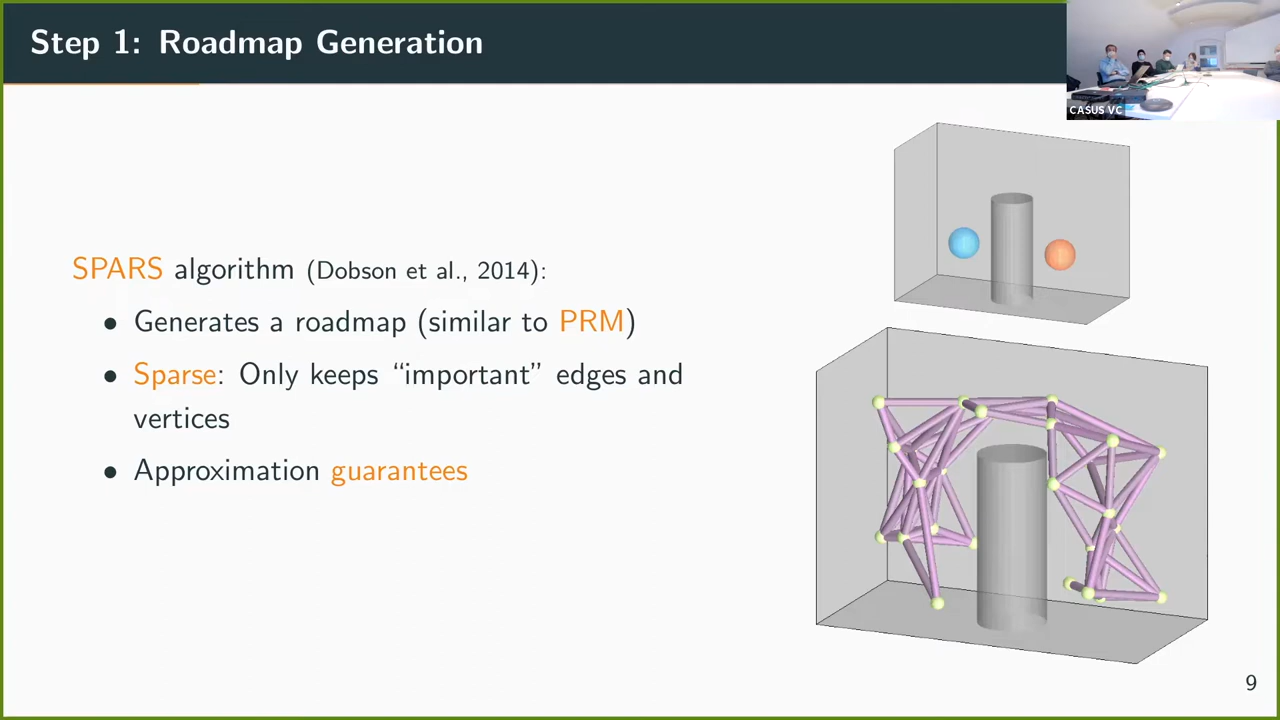 Step 1: Roadmap Generation
CASUS VC
SPARS algorithm (Dobson et al., 2014):
• Generates a roadmap (similar to PRM)
• Sparse: Only keeps “important” edges and
vertices
• Approximation guarantees
9